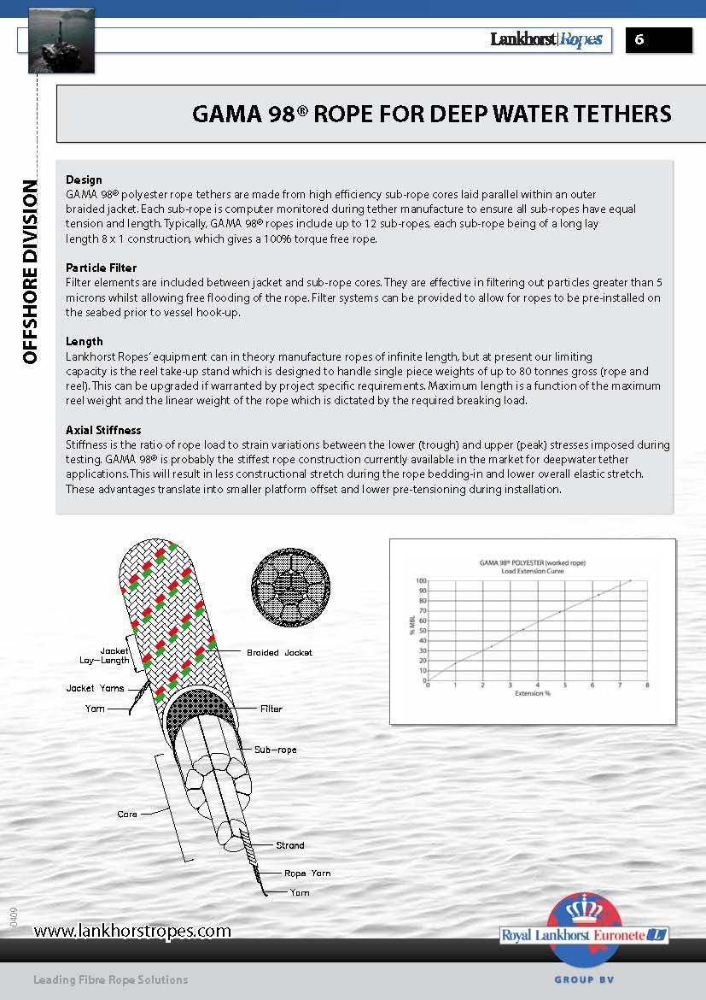 Lankhorst|Ropes
6
GAMA 98® ROPE FOR DEEP WATER TETHERS
OFFSHORE DIVISION
Design
GAMA 98® polyester rope tethers are made from high efficiency sub-rope cores laid parallel within an outer
braided jacket. Each sub-rope is computer monitored during tether manufacture to ensure all sub-ropes have equal
tension and length. Typically, GAMA 98® ropes include up to 12 sub-ropes, each sub-rope being of a long lay
length 8 x 1 construction, which gives a 100% torque free rope.
Particle Filter
Filter elements are included between jacket and sub-rope cores. They are effective in filtering out particles greater than 5
microns whilst allowing free flooding of the rope. Filter systems can be provided to allow for ropes to be pre-installed on
the seabed prior to vessel hook-up.
Length
Lankhorst Ropes' equipment can in theory manufacture ropes of infinite length, but at present our limiting
capacity is the reel take-up stand which is designed to handle single piece weights of up to 80 tonnes gross (rope and
reel). This can be upgraded if warranted by project specific requirements. Maximum length is a function of the maximum
reel weight and the linear weight of the rope which is dictated by the required breaking load.
Axial Stiffness
Stiffness is the ratio of rope load to strain variations between the lower (trough) and upper (peak) stresses imposed during
testing. GAMA 98® is probably the stiffest rope construction currently available in the market for deepwater tether
applications. This will result in less constructional stretch during the rope bedding-in and lower overall elastic stretch.
These advantages translate into smaller platform offset and lower pre-tensioning during installation.
Jacket
Lay-Length
Braided Jacket
Jacket Yarns
Yarn
Filter
Sub-rope
Core
Strand
Rope Yarn
Yarn
GAMA 98® POLYESTER (worked rope)
Load Extension Curve
% MBL
100
90
80
70
60
50
40
30
20
10
0
0 1 2 3 4 5 6 7 8
Extension %
0409
www.lankhorstropes.com
Royal Lankhorst Euronete
GROUP BV
Leading Fibre Rope Solutions